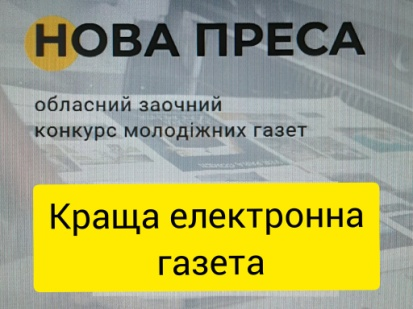 НОВА ПРЕСА
обласний заочний
конкурс молодіжних газет
Краща електронна
газета